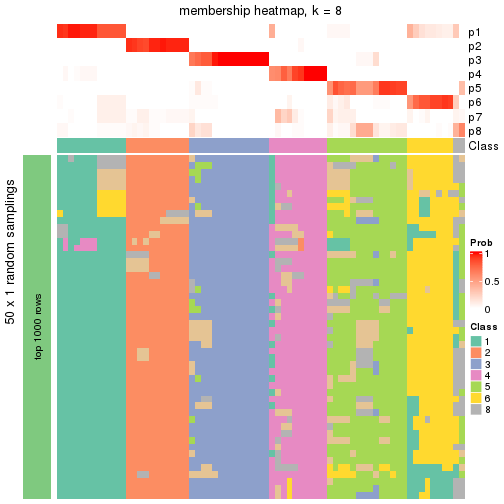 membership heatmap, k = 8
p1
p2
p3
p4
p5
p6
p7
p8
Class
50 x 1 random samplings
top 1000 rows
Prob
1
0.5
0
Class
1
2
3
4
5
6
8